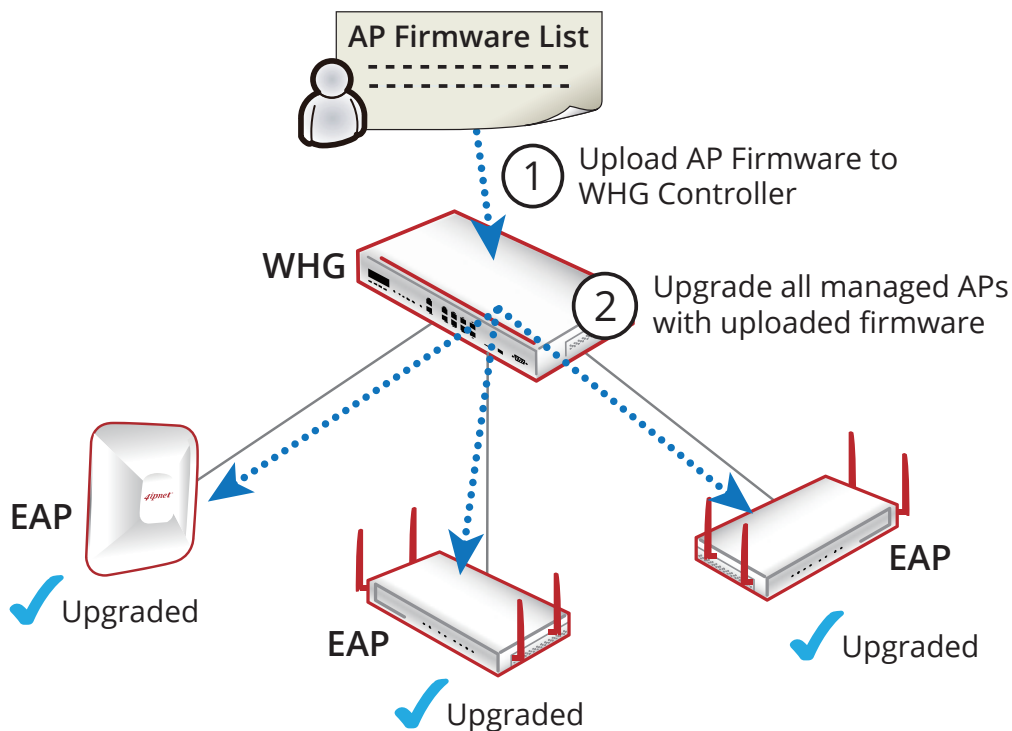 AP Firmware List
1
Upload AP Firmware to
WHG Controller
WHG
2
Upgrade all managed APs
with uploaded firmware
4ipnet
EAP
Upgraded
EAP
Upgraded
EAP
Upgraded